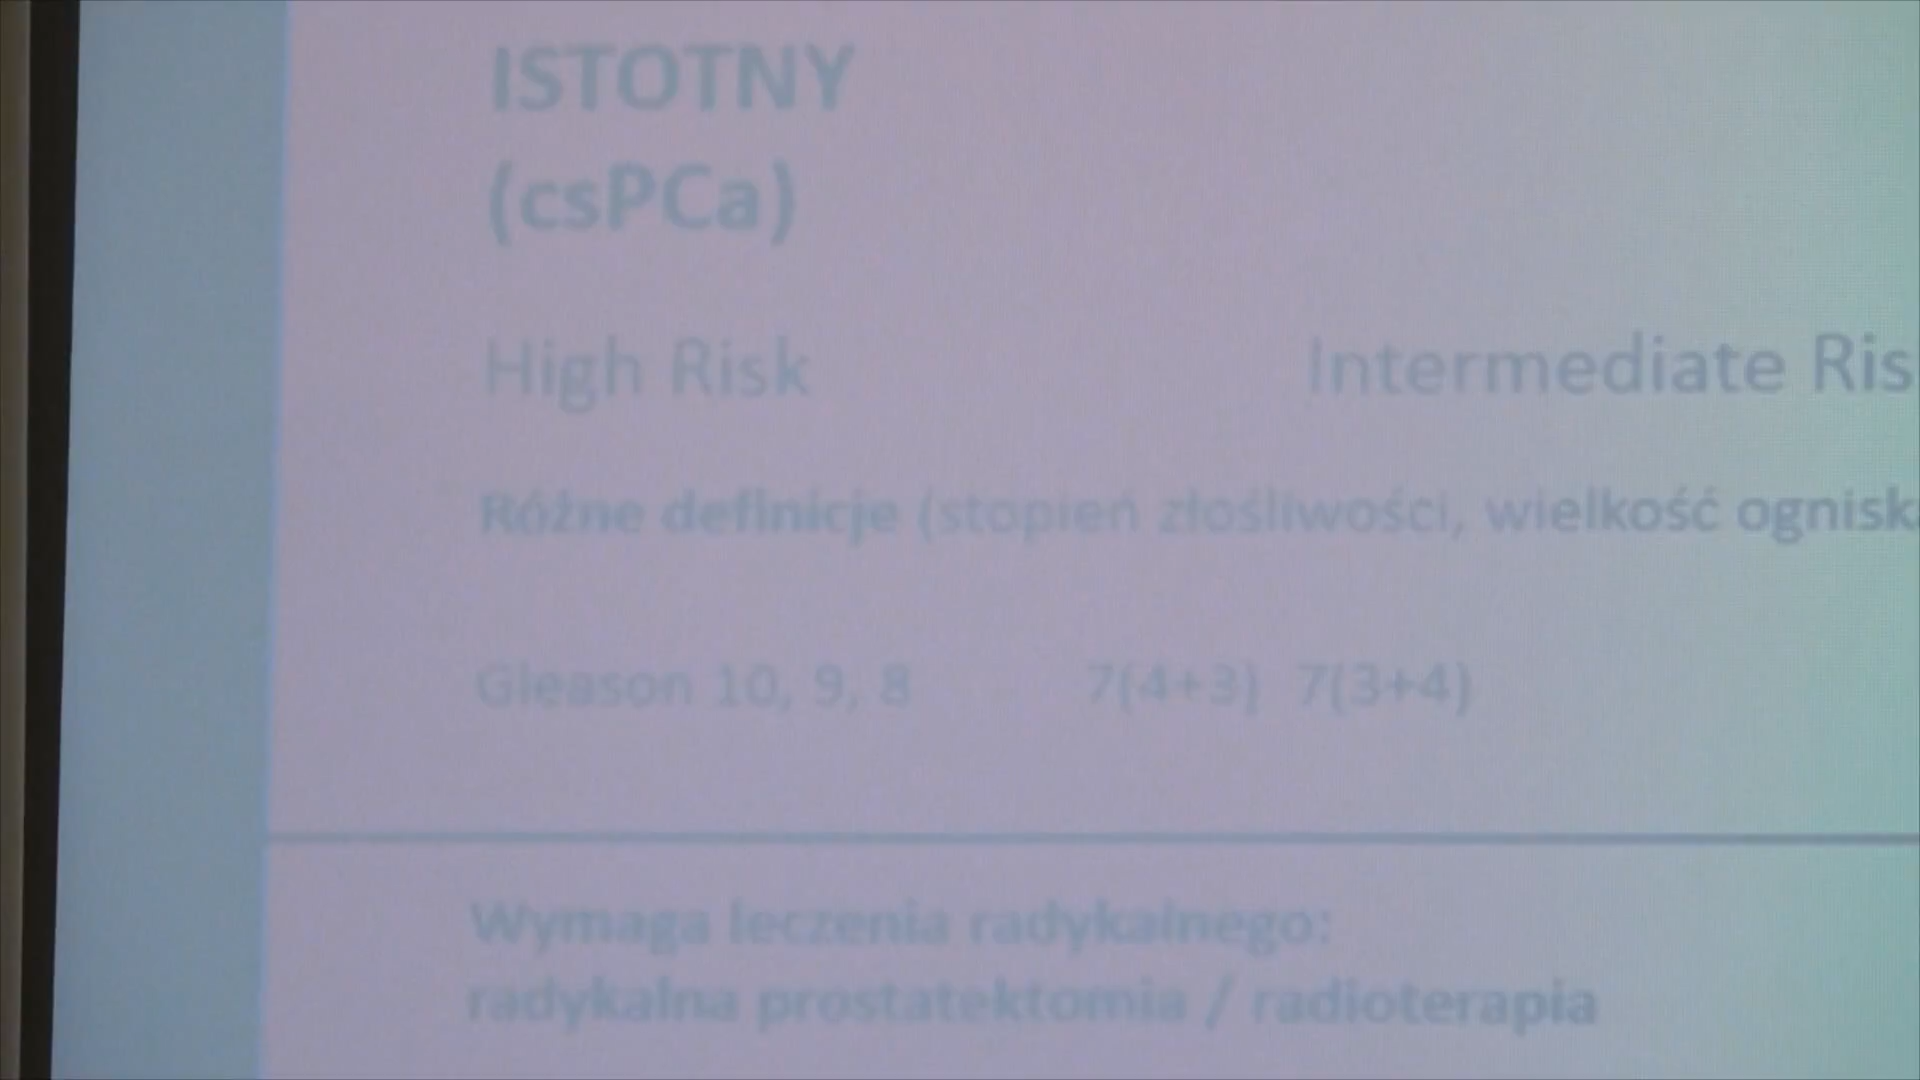 ISTOTNY
(csPCa)
High Risk Intermediate Ris
Różne definicje (stopień złośliwości, wielkość ogniska
Gleason 10, 9, 8 7(4+3) 7(3+4)
Wymaga leczenia radykalnego:
radykalna prostatektomia / radioterapia